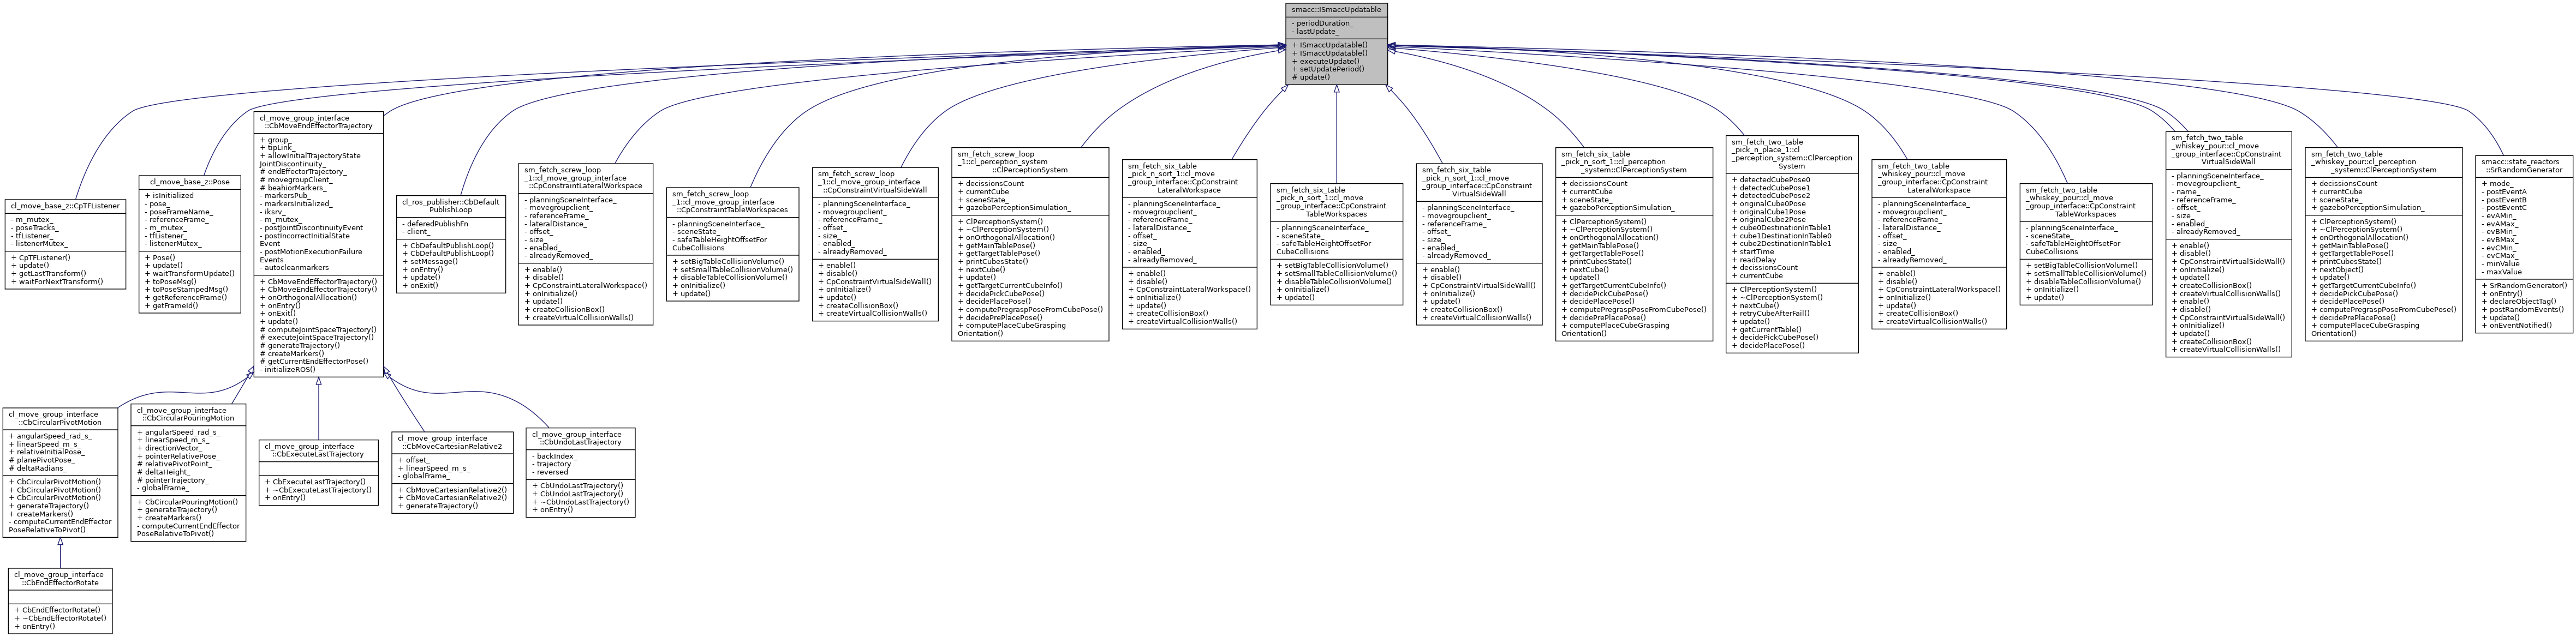 smacc::ISmaccUpdatable
- periodDuration_
- lastUpdate_
+ ISmaccUpdatable()
+ ISmaccUpdatable()
+ executeUpdate()
+ setUpdatePeriod()
# update()
cl_move_base_z::CpTFListener
- m_mutex_
- poseTracks_
- tfListener_
- listenerMutex_
+ CpTFListener()
+ update()
+ getLastTransform()
+ waitForNextTransform()
cl_move_base_z::Pose
+ isInitialized
- pose_
- poseFrameName_
- referenceFrame_
- m_mutex_
- tfListener_
- listenerMutex_
+ Pose()
+ update()
+ waitTransformUpdate()
+ toPoseMsg()
+ toPoseStampedMsg()
+ getReferenceFrame()
+ getFrameId()
cl_move_group_interface
::CbMoveEndEffectorTrajectory
+ group_
+ tipLink_
+ allowInitialTrajectoryState
JointDiscontinuity_
# endEffectorTrajectory_
# movegroupClient_
# beahiorMarkers_
- markersPub_
- markersInitialized_
- iksrv_
- m_mutex_
- postJointDiscontinuityEvent
- postIncorrectInitialState
Event
- postMotionExecutionFailure
Events
- autocleanmarkers
+ CbMoveEndEffectorTrajectory()
+ CbMoveEndEffectorTrajectory()
+ onOrthogonalAllocation()
+ onEntry()
+ onExit()
+ update()
# computeJointSpaceTrajectory()
# executeJointSpaceTrajectory()
# generateTrajectory()
# createMarkers()
# getCurrentEndEffectorPose()
- initializeROS()
cl_ros_publisher::CbDefault
PublishLoop
- deferedPublishFn
- client_
+ CbDefaultPublishLoop()
+ CbDefaultPublishLoop()
+ setMessage()
+ onEntry()
+ update()
+ onExit()
sm_fetch_screw_loop
_1::cl_move_group_interface
::CpConstraintLateralWorkspace
- planningSceneInterface_
- movegroupclient_
- referenceFrame_
- lateralDistance_
- offset_
- size_
- enabled_
- alreadyRemoved_
+ enable()
+ disable()
+ CpConstraintLateralWorkspace()
+ onInitialize()
+ update()
+ createCollisionBox()
+ createVirtualCollisionWalls()
sm_fetch_screw_loop
_1::cl_move_group_interface
::CpConstraintTableWorkspaces
- planningSceneInterface_
- sceneState_
- safeTableHeightOffsetFor
CubeCollisions
+ setBigTableCollisionVolume()
+ setSmallTableCollisionVolume()
+ disableTableCollisionVolume()
+ onInitialize()
+ update()
sm_fetch_screw_loop
_1::cl_move_group_interface
::CpConstraintVirtualSideWall
- planningSceneInterface_
- movegroupclient_
- referenceFrame_
- offset_
- size_
- enabled_
- alreadyRemoved_
+ enable()
+ disable()
+ CpConstraintVirtualSideWall()
+ onInitialize()
+ update()
+ createCollisionBox()
+ createVirtualCollisionWalls()
sm_fetch_screw_loop
_1::cl_perception_system
::ClPerceptionSystem
+ decissionsCount
+ currentCube
+ sceneState_
+ gazeboPerceptionSimulation_
+ ClPerceptionSystem()
+ ~ClPerceptionSystem()
+ onOrthogonalAllocation()
+ getMainTablePose()
+ getTargetTablePose()
+ printCubesState()
+ nextCube()
+ update()
+ getTargetCurrentCubeInfo()
+ decidePickCubePose()
+ decidePlacePose()
+ computePregraspPoseFromCubePose()
+ decidePrePlacePose()
+ computePlaceCubeGrasping
Orientation()
sm_fetch_six_table
_pick_n_sort_1::cl_move
_group_interface::CpConstraint
LateralWorkspace
- planningSceneInterface_
- movegroupclient_
- referenceFrame_
- lateralDistance_
- offset_
- size_
- enabled_
- alreadyRemoved_
+ enable()
+ disable()
+ CpConstraintLateralWorkspace()
+ onInitialize()
+ update()
+ createCollisionBox()
+ createVirtualCollisionWalls()
sm_fetch_six_table
_pick_n_sort_1::cl_move
_group_interface::CpConstraint
TableWorkspaces
- planningSceneInterface_
- sceneState_
- safeTableHeightOffsetFor
CubeCollisions
+ setBigTableCollisionVolume()
+ setSmallTableCollisionVolume()
+ disableTableCollisionVolume()
+ onInitialize()
+ update()
sm_fetch_six_table
_pick_n_sort_1::cl_move
_group_interface::CpConstraint
VirtualSideWall
- planningSceneInterface_
- movegroupclient_
- referenceFrame_
- offset_
- size_
- enabled_
- alreadyRemoved_
+ enable()
+ disable()
+ CpConstraintVirtualSideWall()
+ onInitialize()
+ update()
+ createCollisionBox()
+ createVirtualCollisionWalls()
sm_fetch_six_table
_pick_n_sort_1::cl_perception
_system::ClPerceptionSystem
+ decissionsCount
+ currentCube
+ sceneState_
+ gazeboPerceptionSimulation_
+ ClPerceptionSystem()
+ ~ClPerceptionSystem()
+ onOrthogonalAllocation()
+ getMainTablePose()
+ getTargetTablePose()
+ printCubesState()
+ nextCube()
+ update()
+ getTargetCurrentCubeInfo()
+ decidePickCubePose()
+ decidePlacePose()
+ computePregraspPoseFromCubePose()
+ decidePrePlacePose()
+ computePlaceCubeGrasping
Orientation()
sm_fetch_two_table
_pick_n_place_1::cl
_perception_system::ClPerception
System
+ detectedCubePose0
+ detectedCubePose1
+ detectedCubePose2
+ originalCube0Pose
+ originalCube1Pose
+ originalCube2Pose
+ cube0DestinationInTable1
+ cube1DestinationInTable0
+ cube2DestinationInTable1
+ startTime
+ readDelay
+ decissionsCount
+ currentCube
+ ClPerceptionSystem()
+ ~ClPerceptionSystem()
+ nextCube()
+ retryCubeAfterFail()
+ update()
+ getCurrentTable()
+ decidePickCubePose()
+ decidePlacePose()
sm_fetch_two_table
_whiskey_pour::cl_move
_group_interface::CpConstraint
LateralWorkspace
- planningSceneInterface_
- movegroupclient_
- referenceFrame_
- lateralDistance_
- offset_
- size_
- enabled_
- alreadyRemoved_
+ enable()
+ disable()
+ CpConstraintLateralWorkspace()
+ onInitialize()
+ update()
+ createCollisionBox()
+ createVirtualCollisionWalls()
sm_fetch_two_table
_whiskey_pour::cl_move
_group_interface::CpConstraint
TableWorkspaces
- planningSceneInterface_
- sceneState_
- safeTableHeightOffsetFor
CubeCollisions
+ setBigTableCollisionVolume()
+ setSmallTableCollisionVolume()
+ disableTableCollisionVolume()
+ onInitialize()
+ update()
sm_fetch_two_table
_whiskey_pour::cl_move
_group_interface::CpConstraint
VirtualSideWall
- planningSceneInterface_
- movegroupclient_
- name_
- referenceFrame_
- offset_
- size_
- enabled_
- alreadyRemoved_
+ enable()
+ disable()
+ CpConstraintVirtualSideWall()
+ onInitialize()
+ update()
+ createCollisionBox()
+ createVirtualCollisionWalls()
+ enable()
+ disable()
+ CpConstraintVirtualSideWall()
+ onInitialize()
+ update()
+ createCollisionBox()
+ createVirtualCollisionWalls()
sm_fetch_two_table
_whiskey_pour::cl_perception
_system::ClPerceptionSystem
+ decissionsCount
+ currentCube
+ sceneState_
+ gazeboPerceptionSimulation_
+ ClPerceptionSystem()
+ ~ClPerceptionSystem()
+ onOrthogonalAllocation()
+ getMainTablePose()
+ getTargetTablePose()
+ printCubesState()
+ nextObject()
+ update()
+ getTargetCurrentCubeInfo()
+ decidePickCubePose()
+ decidePlacePose()
+ computePregraspPoseFromCubePose()
+ decidePrePlacePose()
+ computePlaceCubeGrasping
Orientation()
smacc::state_reactors
::SrRandomGenerator
+ mode_
- postEventA
- postEventB
- postEventC
- evAMin_
- evAMax_
- evBMin_
- evBMax_
- evCMin_
- evCMax_
- minValue
- maxValue
+ SrRandomGenerator()
+ onEntry()
+ declareObjectTag()
+ postRandomEvents()
+ update()
+ onEventNotified()
cl_move_group_interface
::CbCircularPivotMotion
+ angularSpeed_rad_s_
+ linearSpeed_m_s_
+ relativeInitialPose_
# planePivotPose_
# deltaRadians_
+ CbCircularPivotMotion()
+ CbCircularPivotMotion()
+ CbCircularPivotMotion()
+ generateTrajectory()
+ createMarkers()
- computeCurrentEndEffector
PoseRelativeToPivot()
cl_move_group_interface
::CbCircularPouringMotion
+ angularSpeed_rad_s_
+ linearSpeed_m_s_
+ directionVector_
+ pointerRelativePose_
# relativePivotPoint_
# deltaHeight_
# pointerTrajectory_
- globalFrame_
+ CbCircularPouringMotion()
+ generateTrajectory()
+ createMarkers()
- computeCurrentEndEffector
PoseRelativeToPivot()
cl_move_group_interface
::CbExecuteLastTrajectory
+ CbExecuteLastTrajectory()
+ ~CbExecuteLastTrajectory()
+ onEntry()
cl_move_group_interface
::CbMoveCartesianRelative2
+ offset_
+ linearSpeed_m_s_
- globalFrame_
+ CbMoveCartesianRelative2()
+ CbMoveCartesianRelative2()
+ generateTrajectory()
cl_move_group_interface
::CbUndoLastTrajectory
- backIndex_
- trajectory
- reversed
+ CbUndoLastTrajectory()
+ CbUndoLastTrajectory()
+ ~CbUndoLastTrajectory()
+ onEntry()
cl_move_group_interface
::CbEndEffectorRotate
+ CbEndEffectorRotate()
+ ~CbEndEffectorRotate()
+ onEntry()